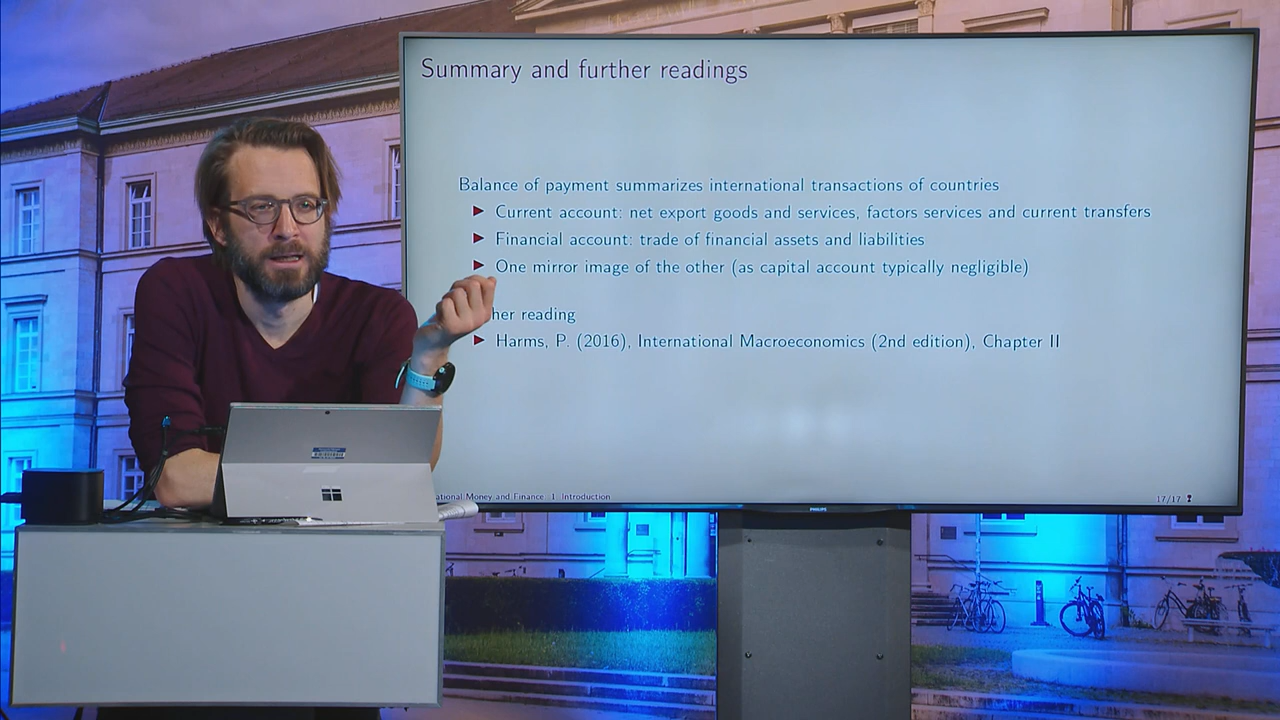 Summary and further readings
Balance of payment summarizes international transactions of countries
Current account: net export goods and services, factors services and current transfers
Financial account: trade of financial assets and liabilities
One mirror image of the other (as capital account typically negligible)
her reading
Harms, P. (2016), International Macroeconomics (2nd edition), Chapter II
ational Money and Finance 1 Introduction
17/17
PHILIPS